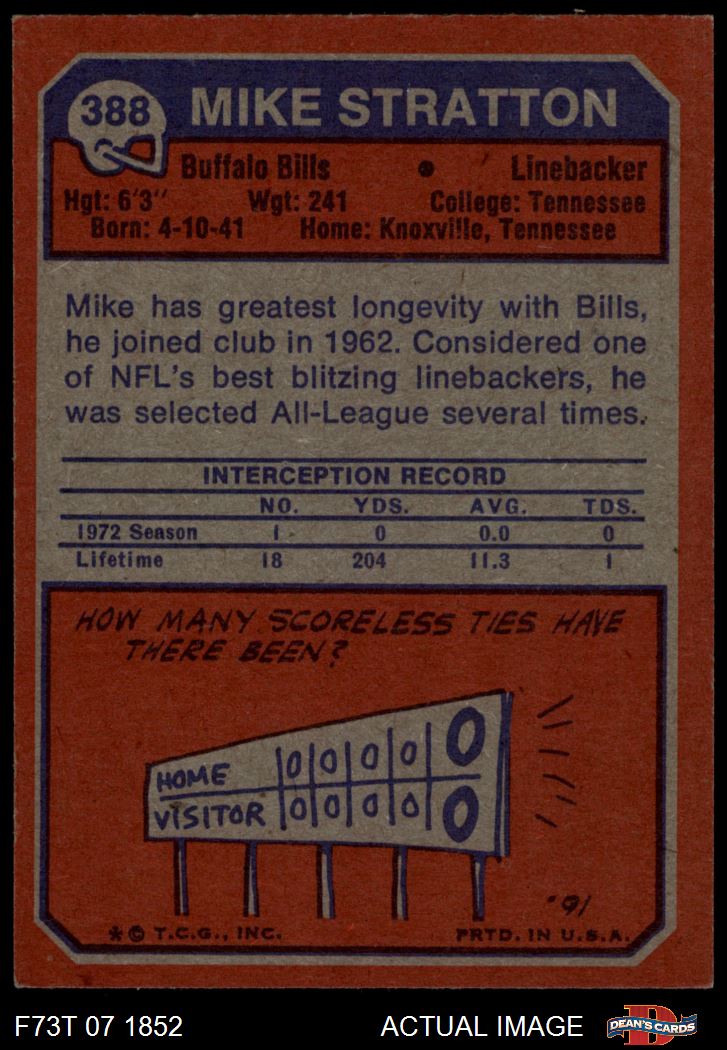 388 MIKE STRATTON
Buffalo Bills • Linebacker
Hgt: 6'3" Wgt: 241 College: Tennessee
Born: 4-10-41 Home: Knoxville, Tennessee
Mike has greatest longevity with Bills,
he joined club in 1962. Considered one
of NFL's best blitzing linebackers, he
was selected All-League several times.
INTERCEPTION RECORD
NO. YDS. AVG. TDS.
1972 Season 1 0 0.0 0
Lifetime 18 204 11.3 1
HOW MANY SCORELESS TIES HAVE
THERE BEEN?
HOME 0 0 0 0 0
VISITOR 0 0 0 0 0
*© T.C.G., INC. PRTD. IN U.S.A.
F73T 07 1852 ACTUAL IMAGE D DEAN'S CARDS